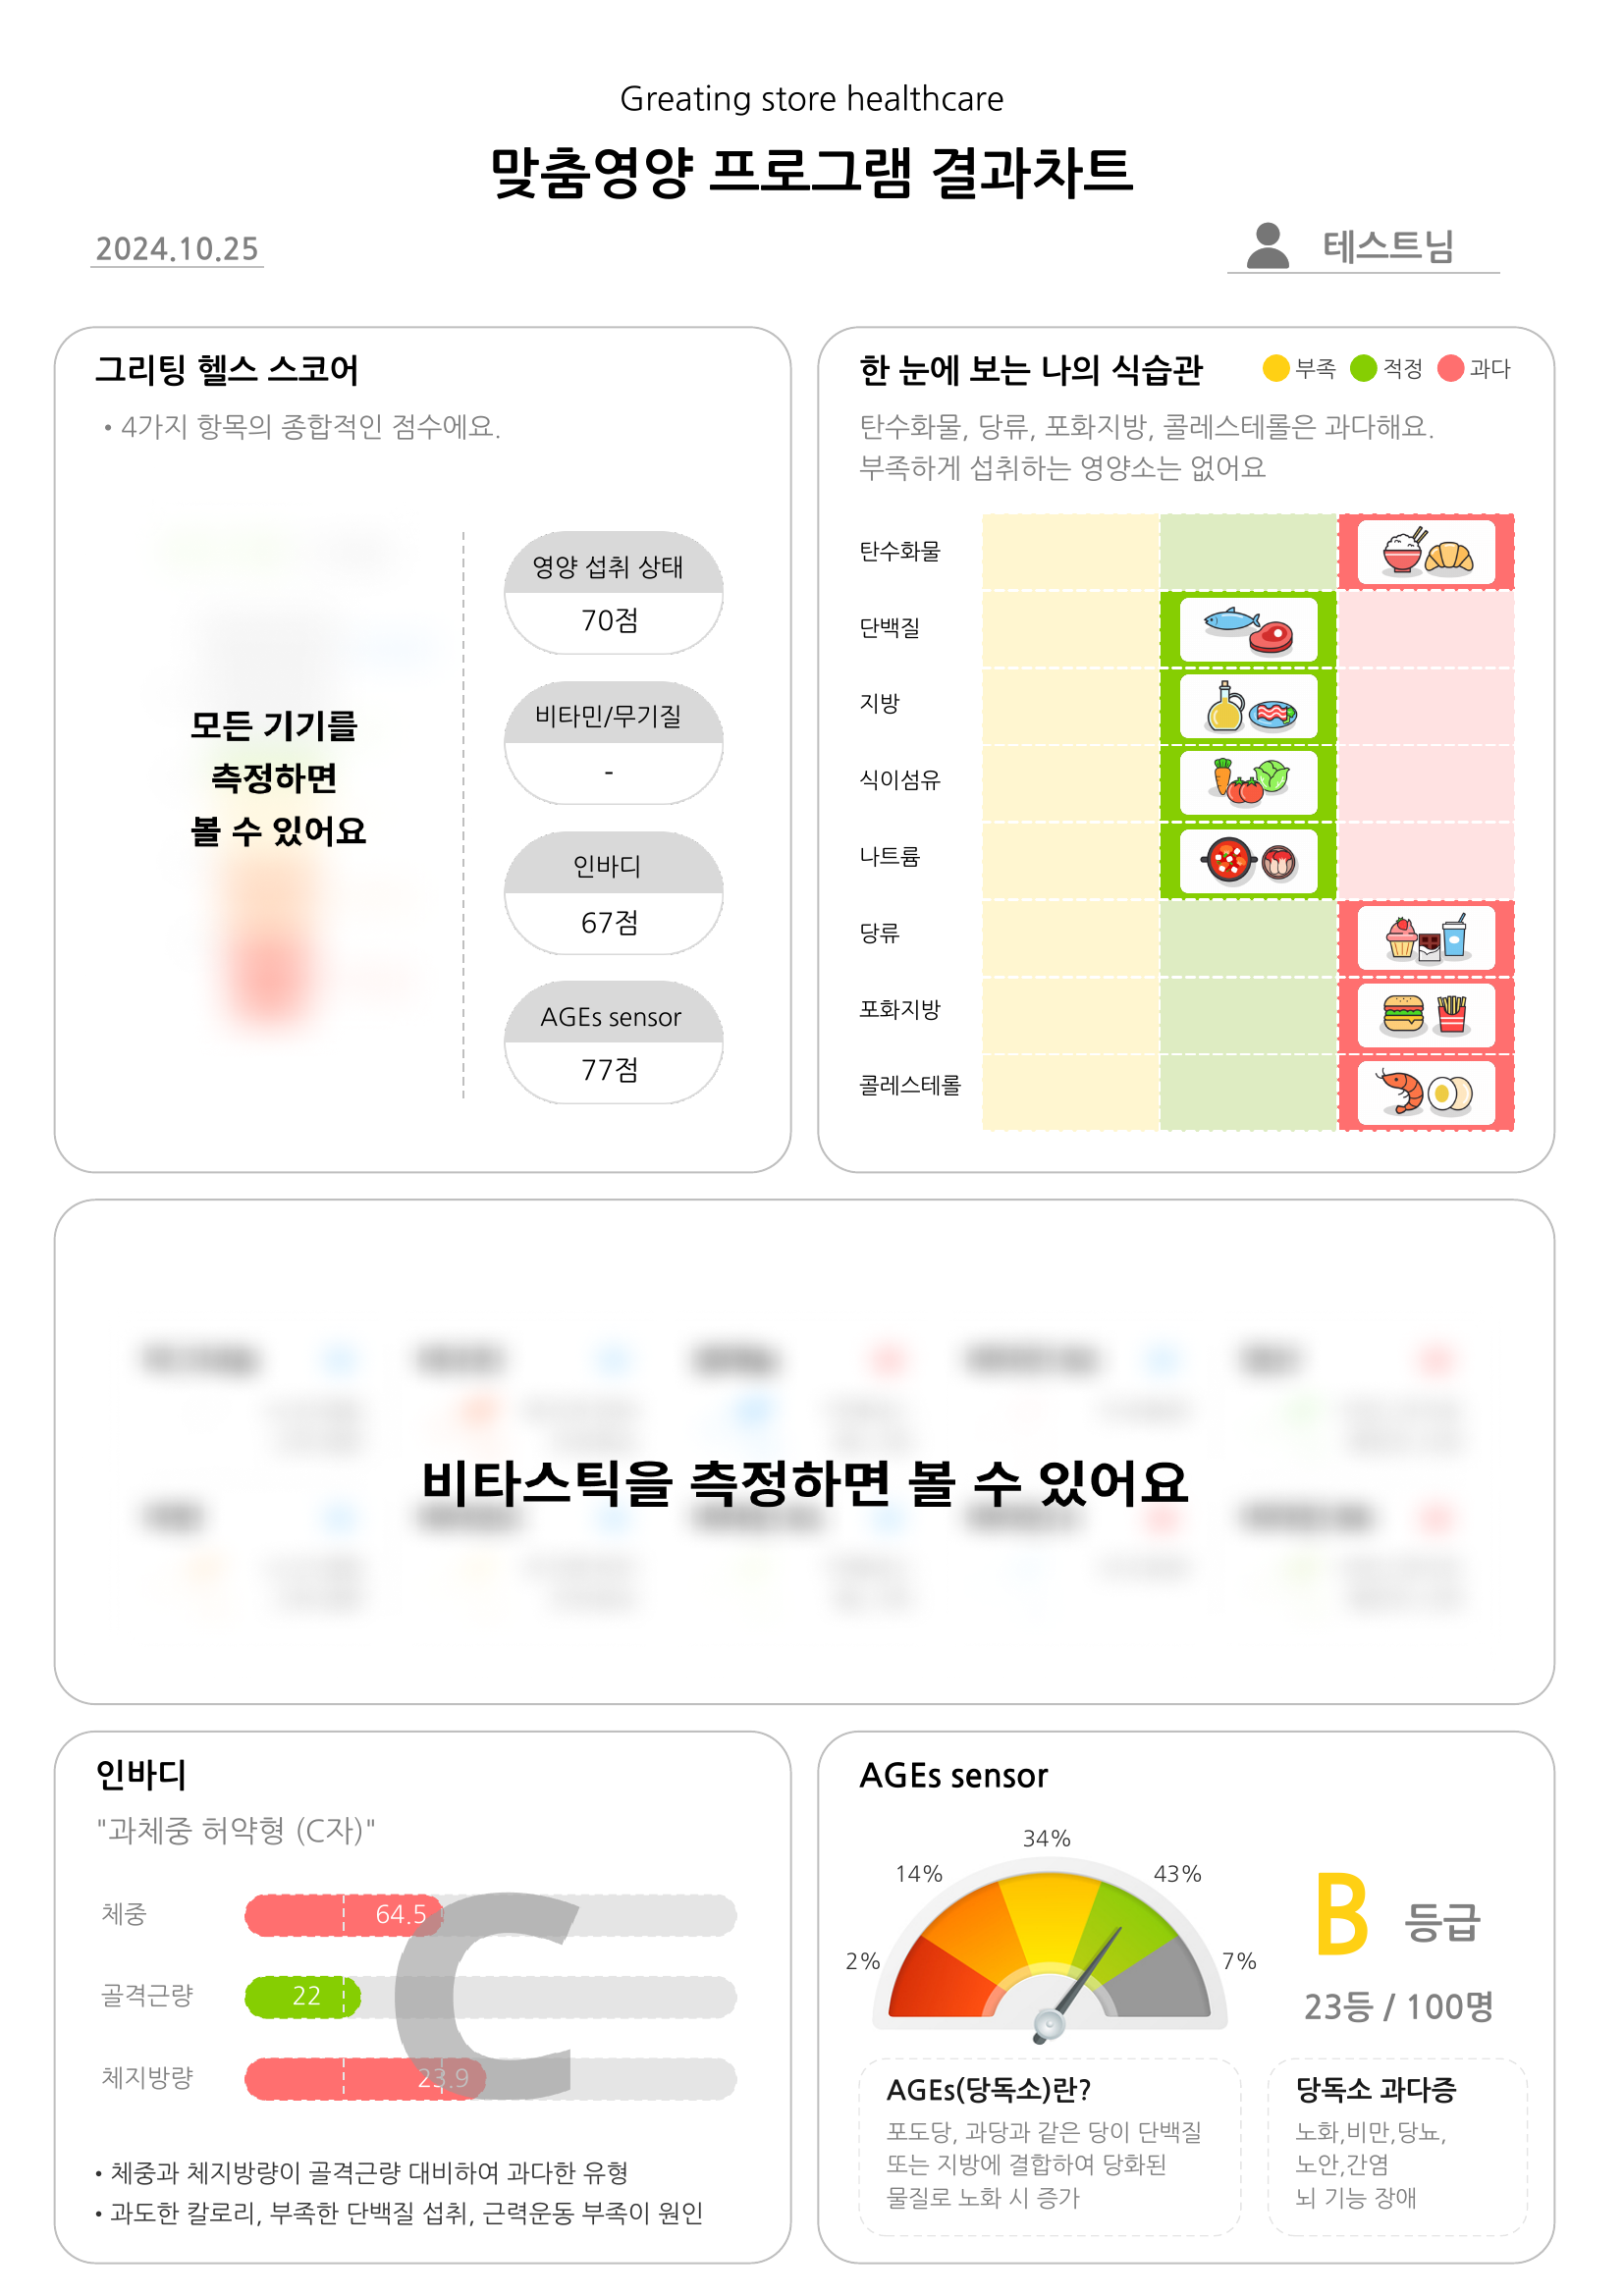 Greating store healthcare
맞춤영양 프로그램 결과차트
2024.10.25
테스트님
그리팅 헬스 스코어
• 4가지 항목의 종합적인 점수에요.
모든 기기를
측정하면
볼 수 있어요
영양 섭취 상태
70점
비타민/무기질
-
인바디
67점
AGEs sensor
77점
한 눈에 보는 나의 식습관
부족 적정 과다
탄수화물, 당류, 포화지방, 콜레스테롤은 과다해요.
부족하게 섭취하는 영양소는 없어요
탄수화물
단백질
지방
식이섬유
나트륨
당류
포화지방
콜레스테롤
비타스틱을 측정하면 볼 수 있어요
인바디
"과체중 허약형 (C자)"
체중 64.5
골격근량 22
체지방량 23.9
C
• 체중과 체지방량이 골격근량 대비하여 과다한 유형
• 과도한 칼로리, 부족한 단백질 섭취, 근력운동 부족이 원인
AGEs sensor
2%
14%
34%
43%
7%
B 등급
23등 / 100명
AGEs(당독소)란?
포도당, 과당과 같은 당이 단백질
또는 지방에 결합하여 당화된
물질로 노화 시 증가
당독소 과다증
노화,비만,당뇨,
노안,간염
뇌 기능 장애